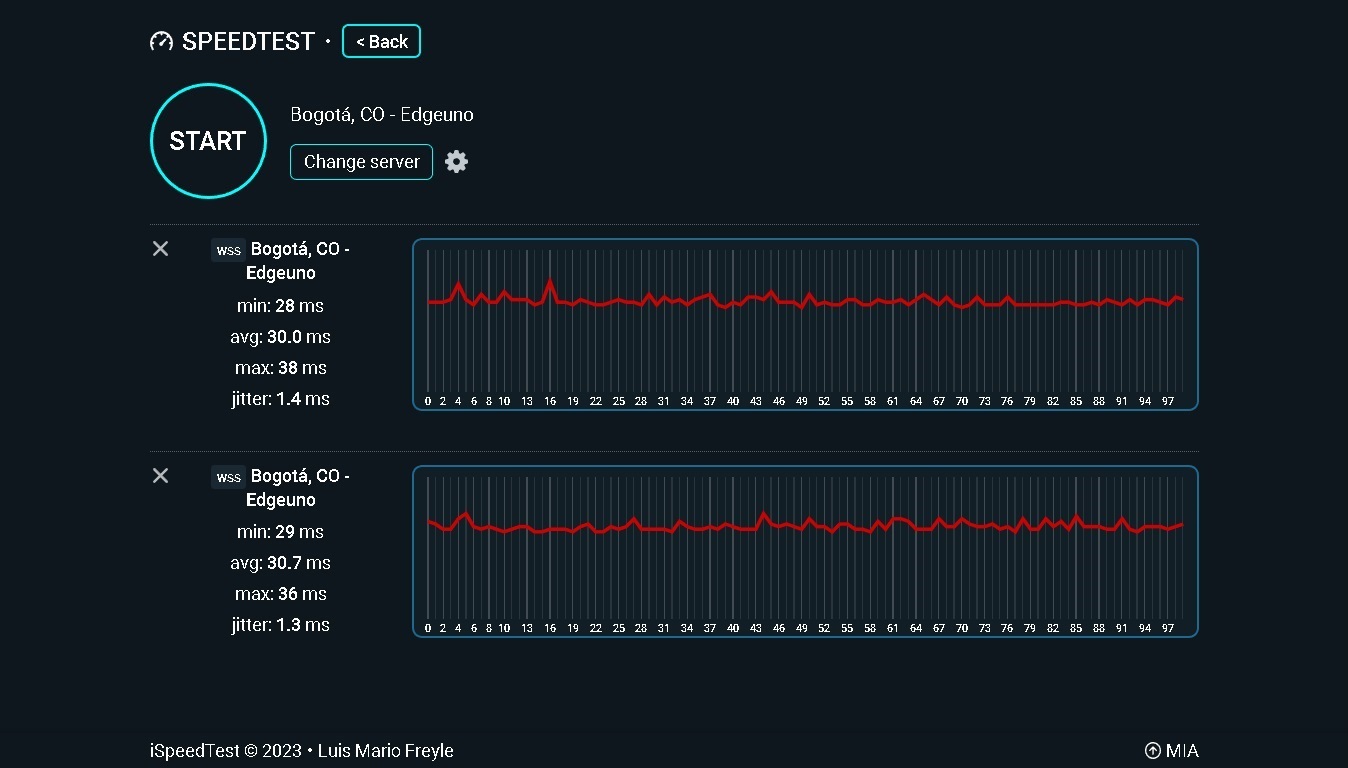 SPEEDTEST · < Back
START
Bogotá, CO - Edgeuno
Change server
wss Bogotá, CO -
Edgeuno
min: 28 ms
avg: 30.0 ms
max: 38 ms
jitter: 1.4 ms
0 2 4 6 8 10 13 16 19 22 25 28 31 34 37 40 43 46 49 52 55 58 61 64 67 70 73 76 79 82 85 88 91 94 97
wss Bogotá, CO -
Edgeuno
min: 29 ms
avg: 30.7 ms
max: 36 ms
jitter: 1.3 ms
0 2 4 6 8 10 13 16 19 22 25 28 31 34 37 40 43 46 49 52 55 58 61 64 67 70 73 76 79 82 85 88 91 94 97
iSpeedTest © 2023 • Luis Mario Freyle
MIA